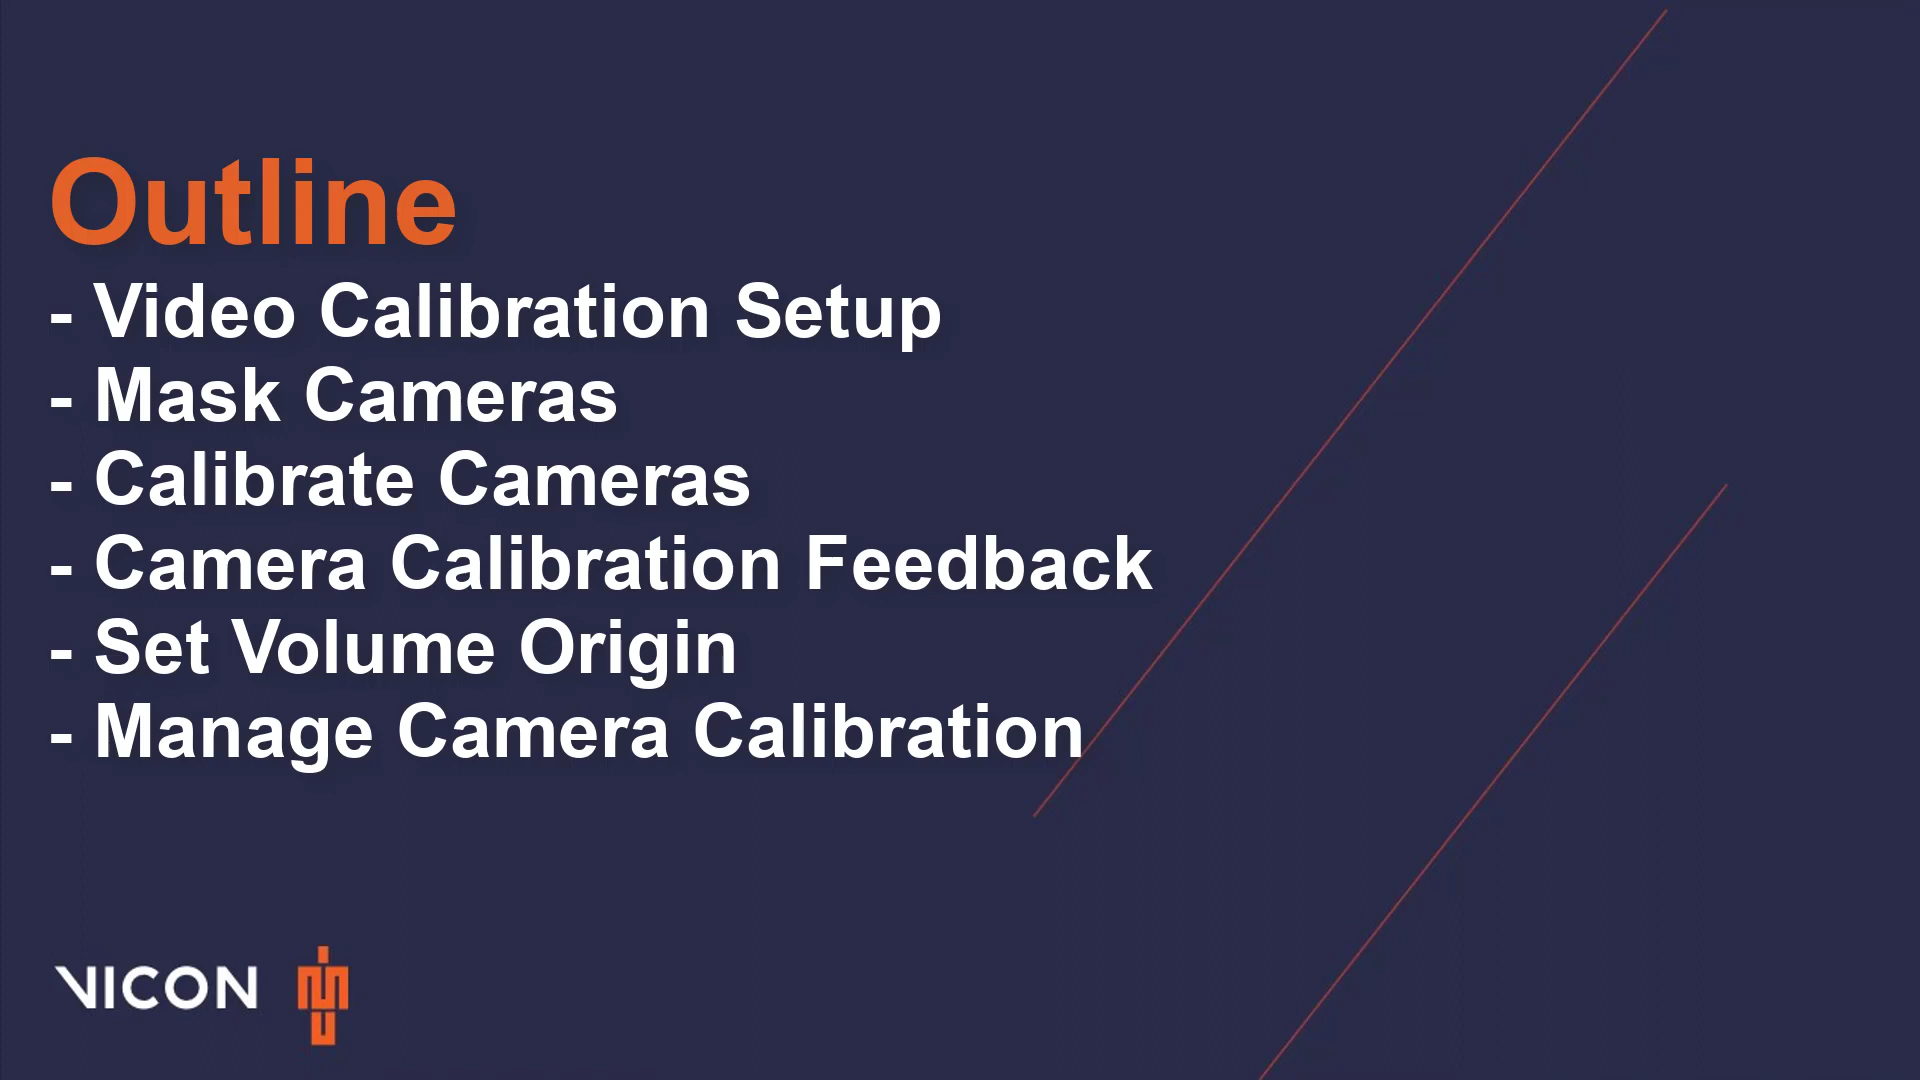 Outline
- Video Calibration Setup
- Mask Cameras
- Calibrate Cameras
- Camera Calibration Feedback
- Set Volume Origin
- Manage Camera Calibration
VICON